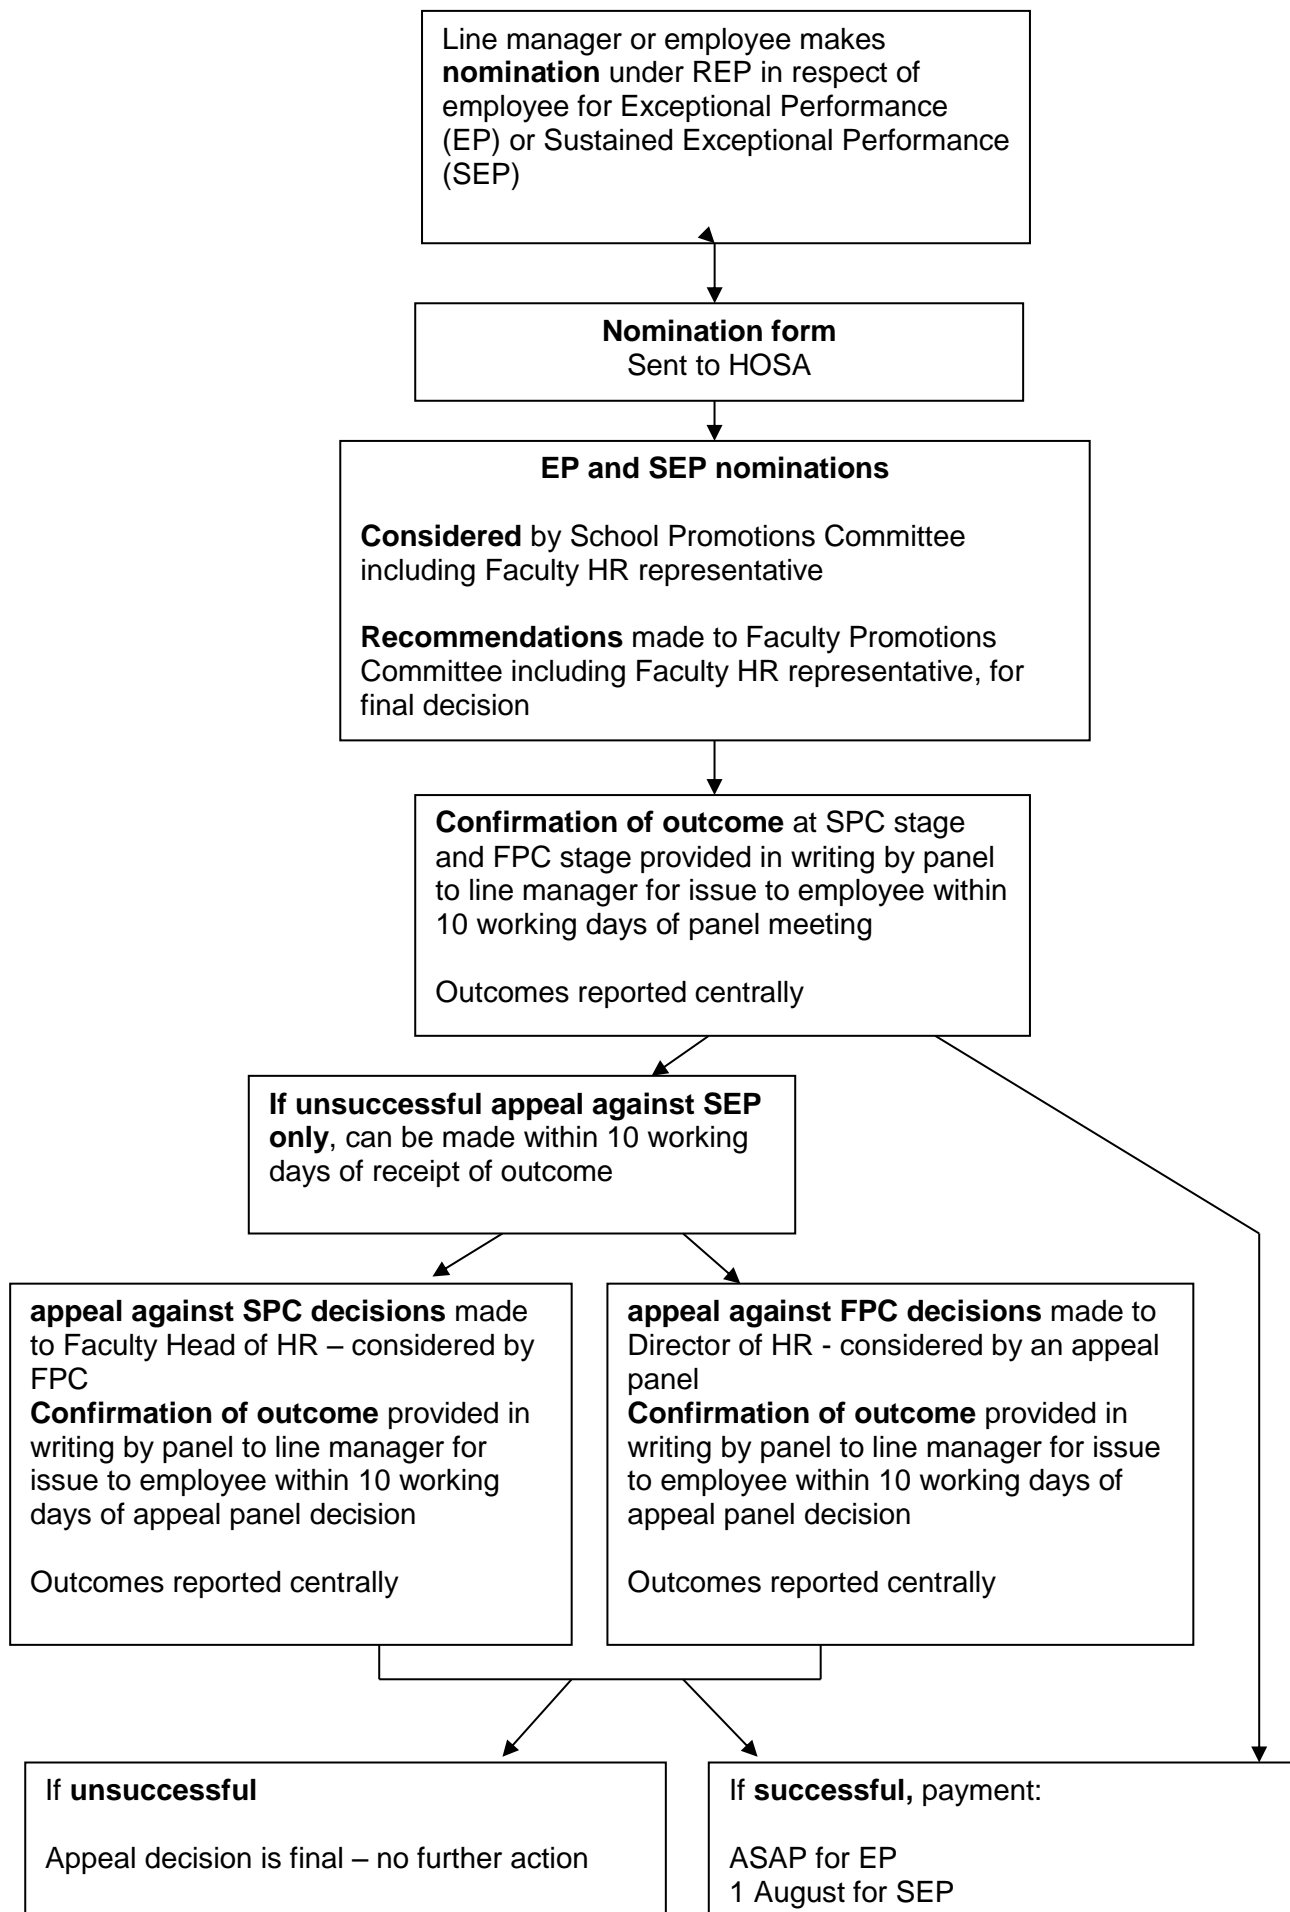 Line manager or employee makes
nomination under REP in respect of
employee for Exceptional Performance
(EP) or Sustained Exceptional Performance
(SEP)
Nomination form
Sent to HOSA
EP and SEP nominations
Considered by School Promotions Committee
including Faculty HR representative
Recommendations made to Faculty Promotions
Committee including Faculty HR representative, for
final decision
Confirmation of outcome at SPC stage
and FPC stage provided in writing by panel
to line manager for issue to employee within
10 working days of panel meeting
Outcomes reported centrally
If unsuccessful appeal against SEP
only, can be made within 10 working
days of receipt of outcome
appeal against SPC decisions made
to Faculty Head of HR – considered by
FPC
Confirmation of outcome provided in
writing by panel to line manager for
issue to employee within 10 working
days of appeal panel decision
Outcomes reported centrally
appeal against FPC decisions made to
Director of HR - considered by an appeal
panel
Confirmation of outcome provided in
writing by panel to line manager for issue
to employee within 10 working days of
appeal panel decision
Outcomes reported centrally
If unsuccessful
Appeal decision is final – no further action
If successful, payment:
ASAP for EP
1 August for SEP